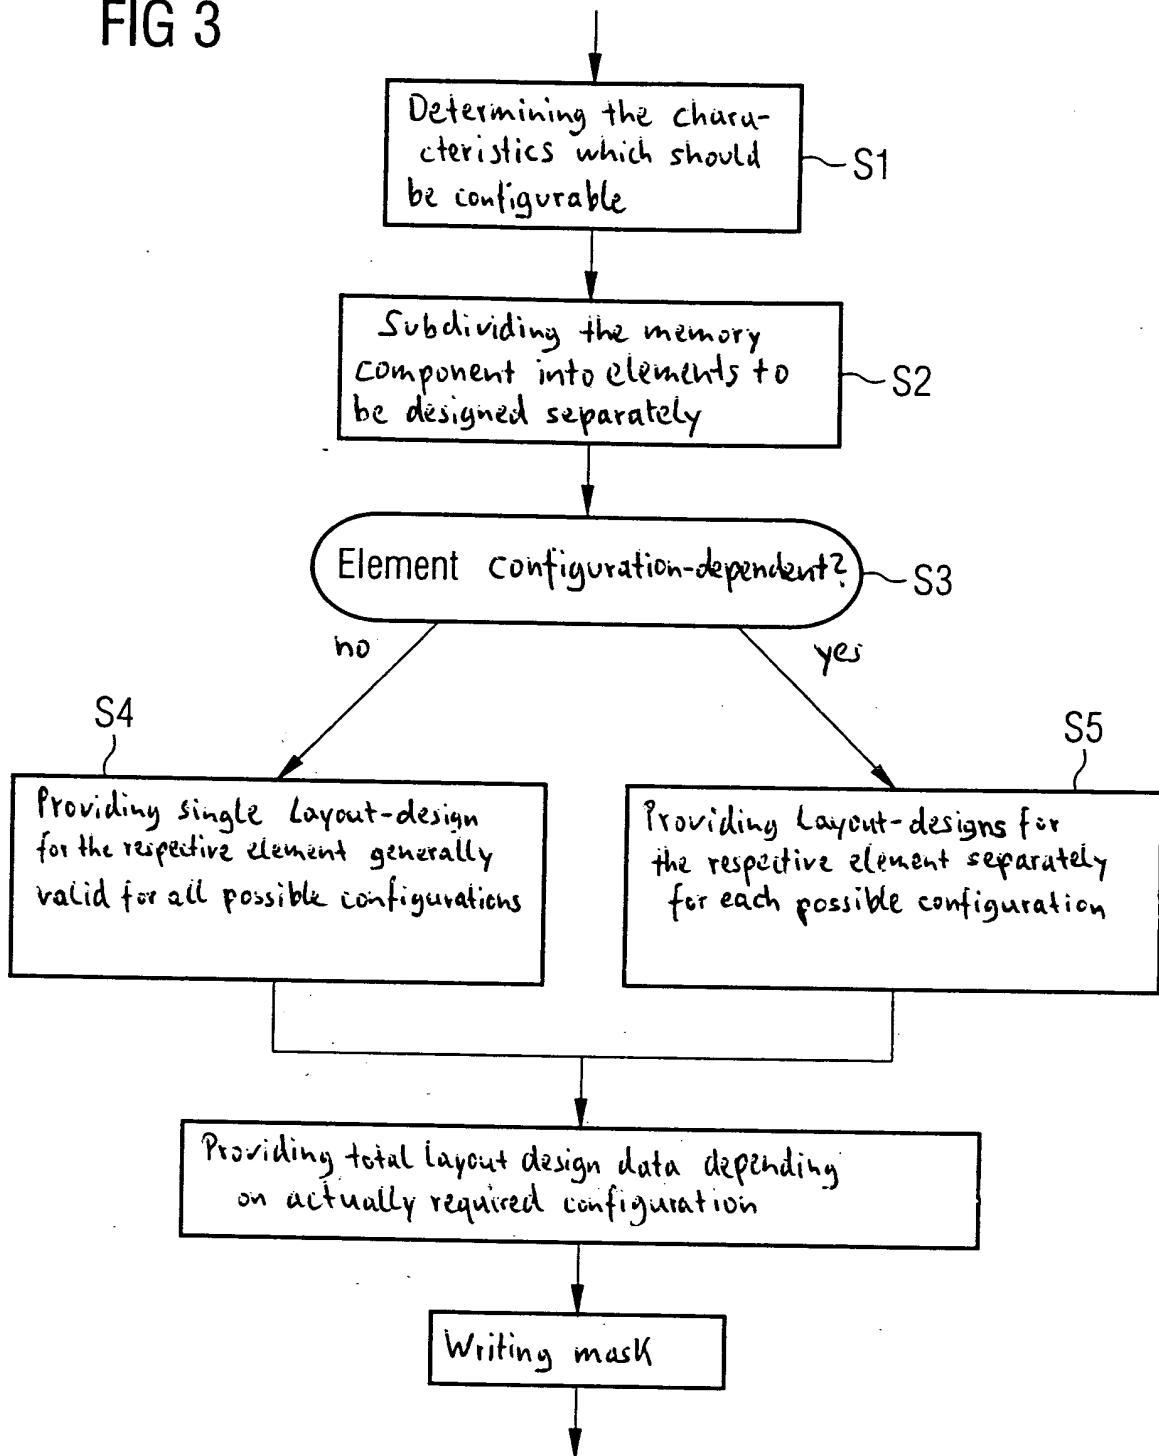 FIG 3
Determining the chara-
cteristics which should
be configurable
S1
Subdividing the memory
component into elements to
be designed separately
S2
Element configuration-dependent?
S3
no
yes
S4
S5
Providing single Layout-design
for the respective element generally
valid for all possible configurations
Providing Layout-designs for
the respective element separately
for each possible configuration
Providing total Layout design data depending
on actually required configuration
Writing mask